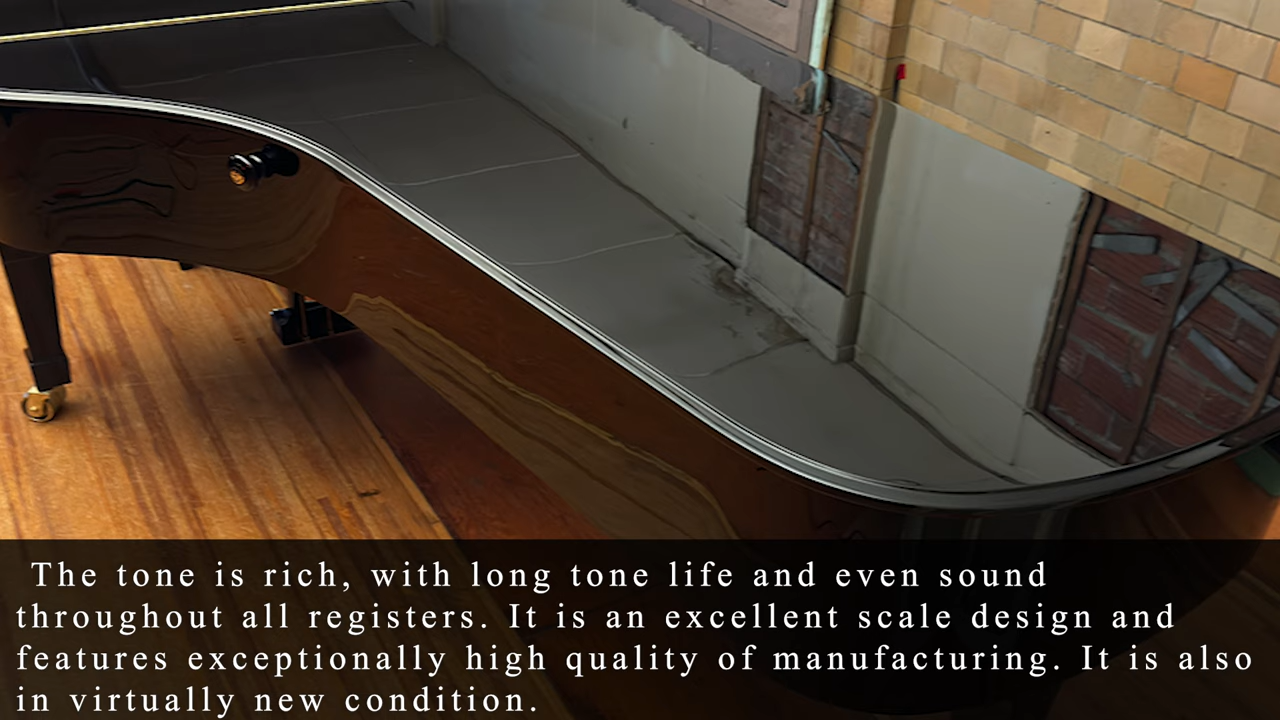 The tone is rich, with long tone life and even sound
throughout all registers. It is an excellent scale design and
features exceptionally high quality of manufacturing. It is also
in virtually new condition.